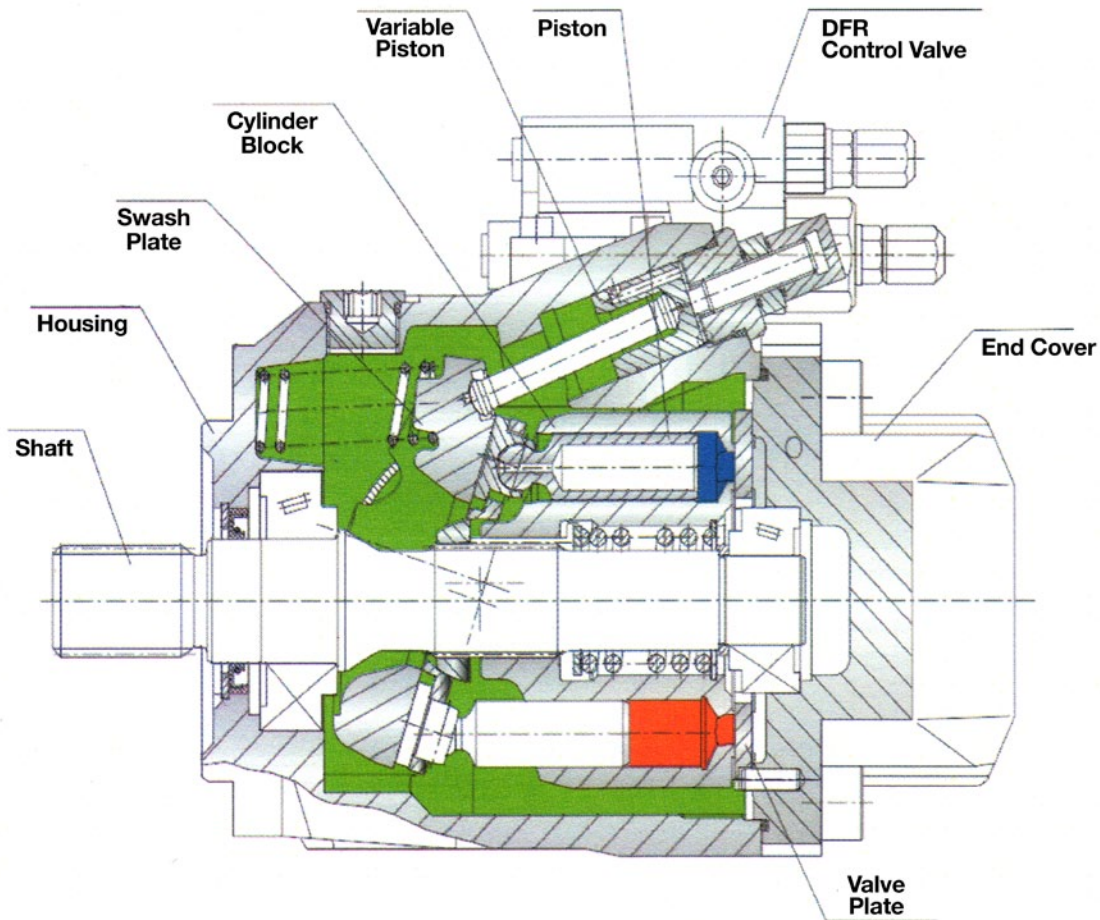 Variable
Piston
Piston
DFR
Control Valve
Cylinder
Block
Swash
Plate
Housing
End Cover
Shaft
Valve
Plate